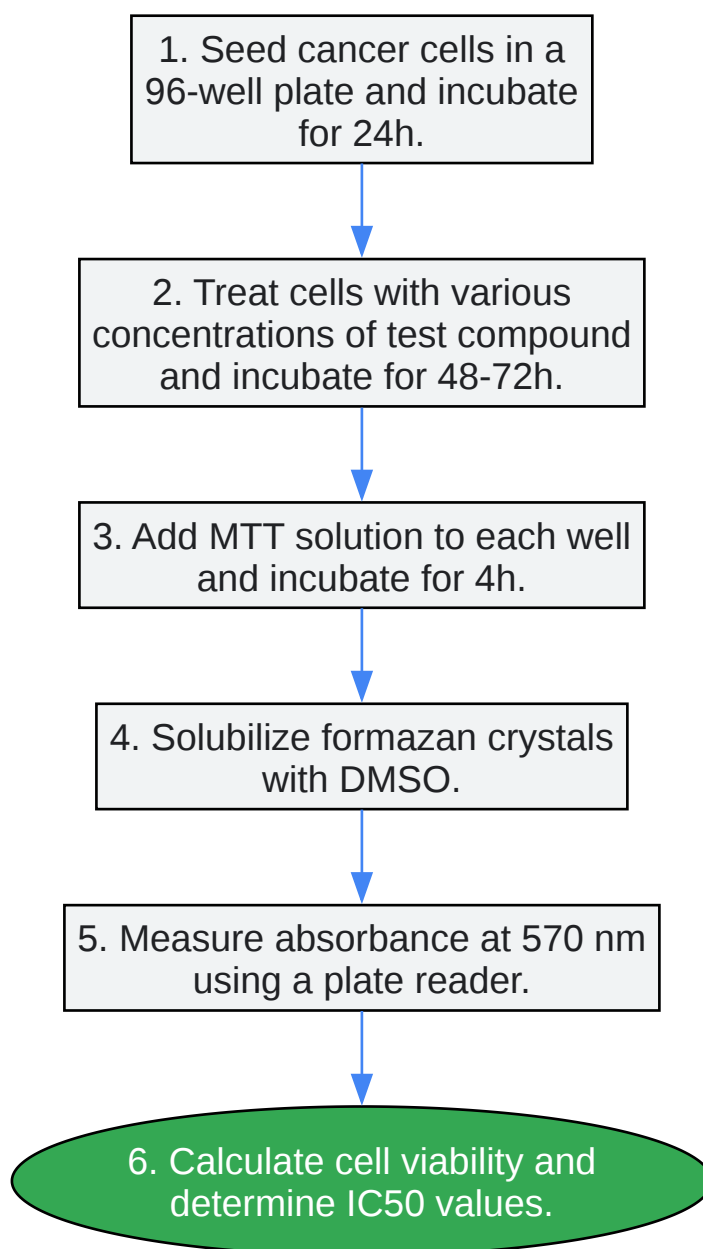 1. Seed cancer cells in a
96-well plate and incubate
for 24h.
2. Treat cells with various
concentrations of test compound
and incubate for 48-72h.
3. Add MTT solution to each well
and incubate for 4h.
4. Solubilize formazan crystals
with DMSO.
5. Measure absorbance at 570 nm
using a plate reader.
6. Calculate cell viability and
determine IC50 values.